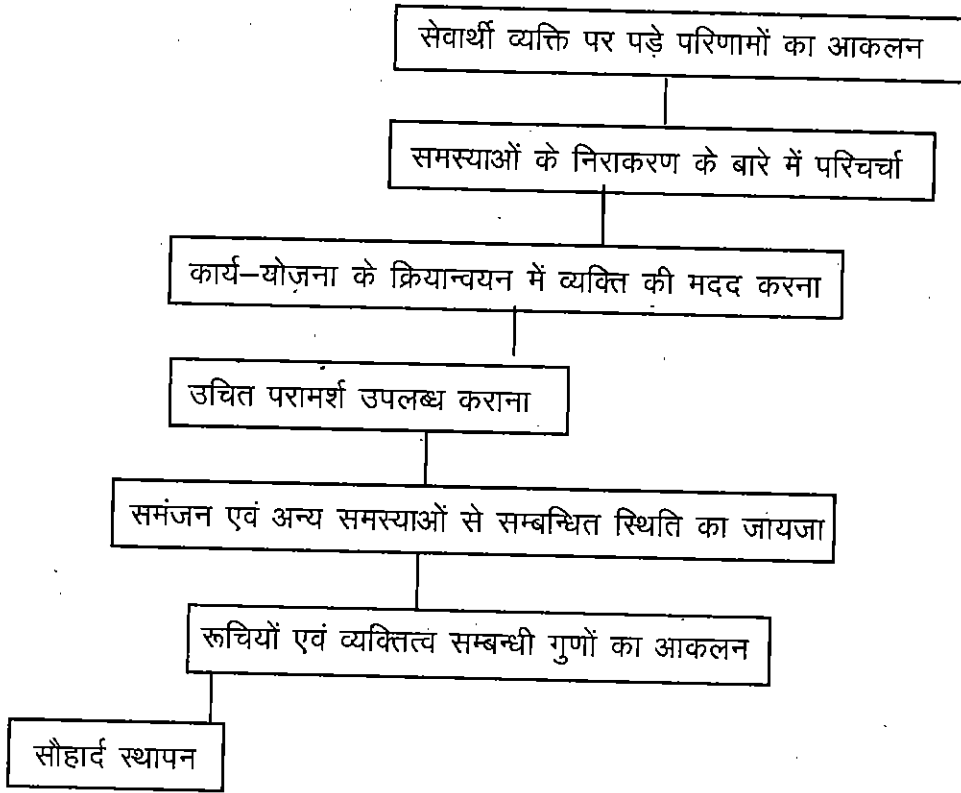 सेवार्थी व्यक्ति पर पड़े परिणामों का आकलन
समस्याओं के निराकरण के बारे में परिचर्चा
कार्य–योज़ना के क्रियान्वयन में व्यक्ति की मदद करना
उचित परामर्श उपलब्ध कराना
समंजन एवं अन्य समस्याओं से सम्बन्धित स्थिति का जायजा
रूचियों एवं व्यक्तित्व सम्बन्धी गुणों का आकलन
सौहार्द स्थापन